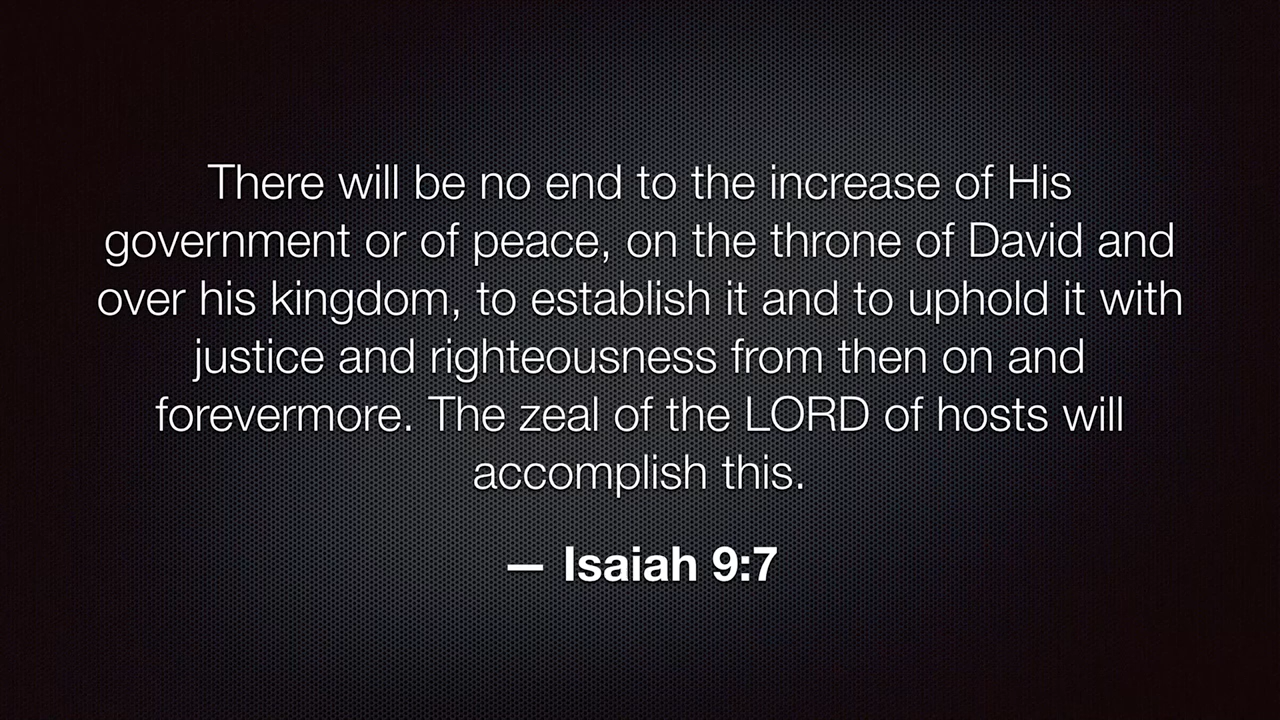 There will be no end to the increase of His
government or of peace, on the throne of David and
over his kingdom, to establish it and to uphold it with
justice and righteousness from then on and
forevermore. The zeal of the LORD of hosts will
accomplish this.
— Isaiah 9:7